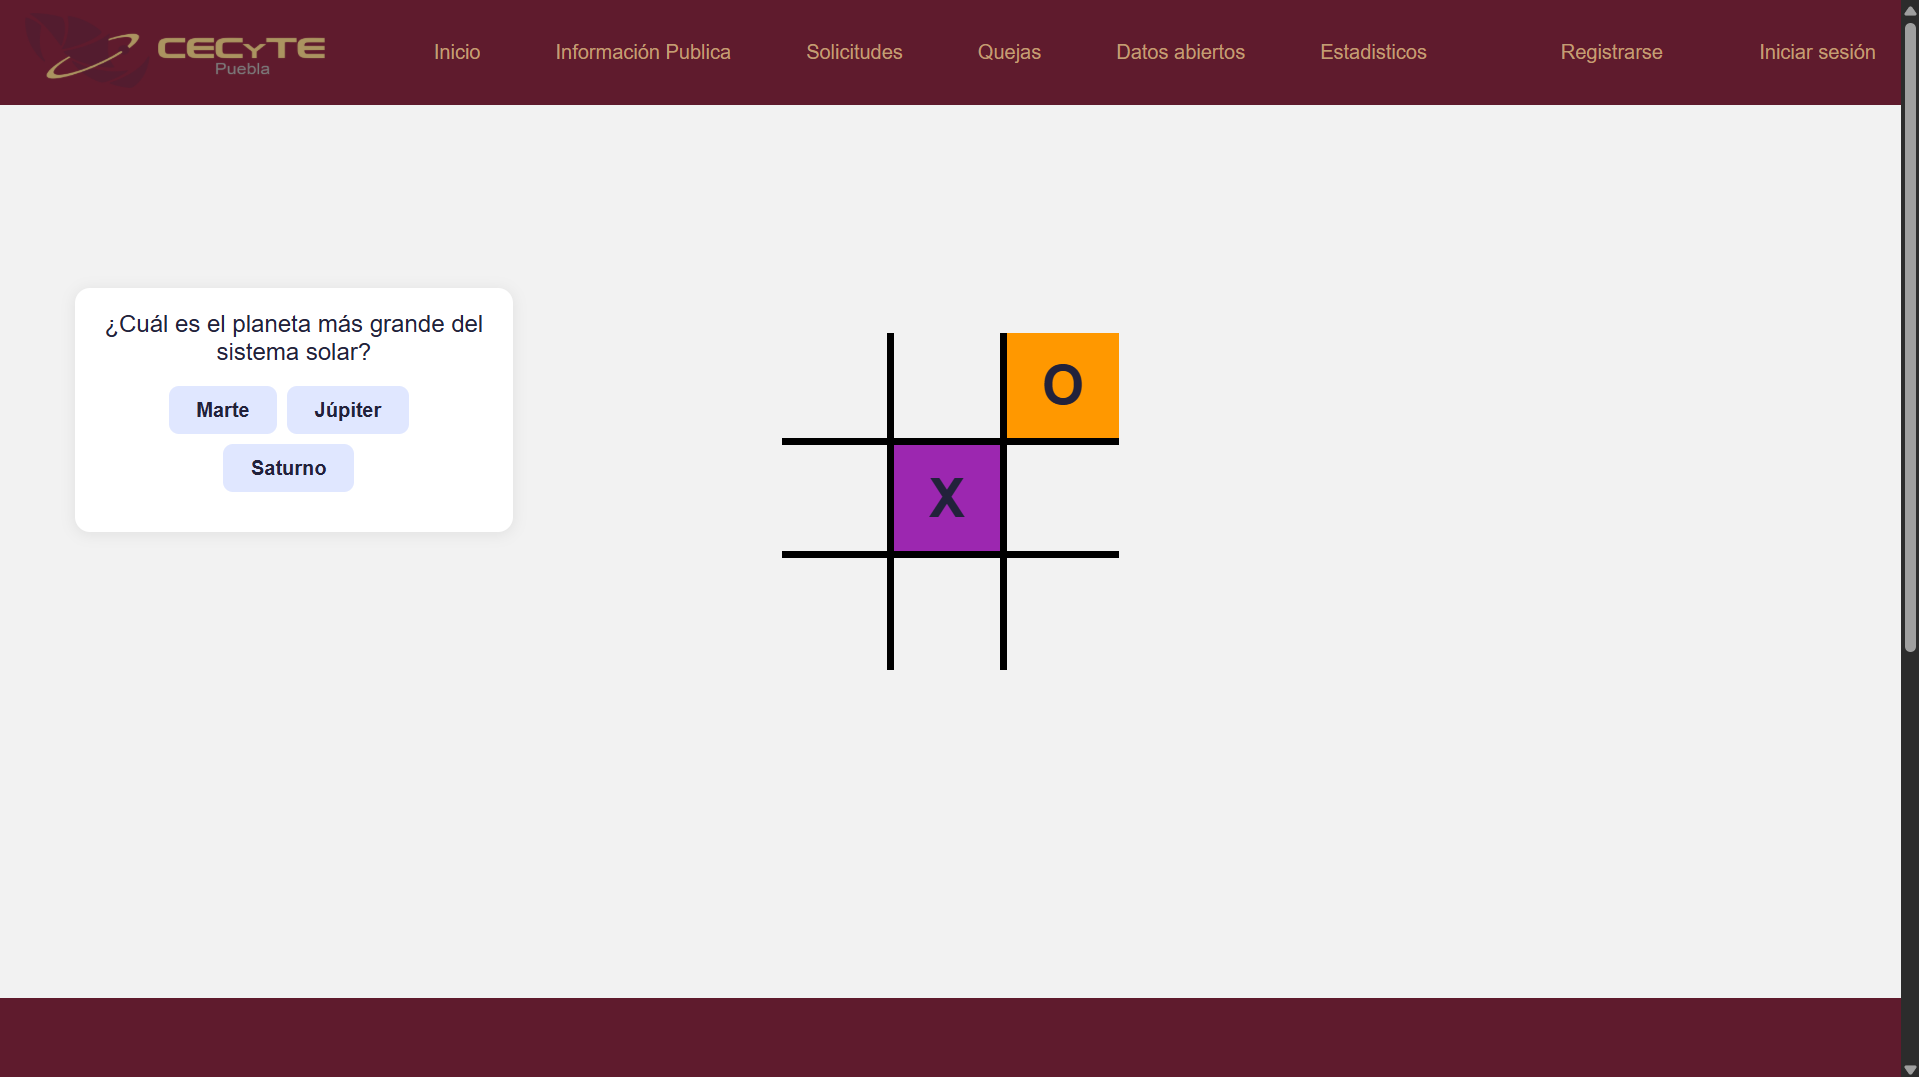 CECyTE
Puebla
Inicio
Información Publica
Solicitudes
Quejas
Datos abiertos
Estadisticos
Registrarse
Iniciar sesión
¿Cuál es el planeta más grande del
sistema solar?
Marte
Júpiter
Saturno
O
X